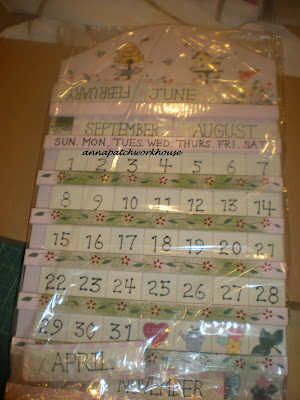 FEBRUARY JUNE
SEPTEMBER AUGUST
SUN. MON. TUES. WED. THURS. FRI. SAT.
annapatchworkhouse
1 2 3 4 5 6 7
8 9 10 11 12 13 14
15 16 17 18 19 20 21
22 23 24 25 26 27 28
29 30 31 LOVE
APRIL
NOVEMBER